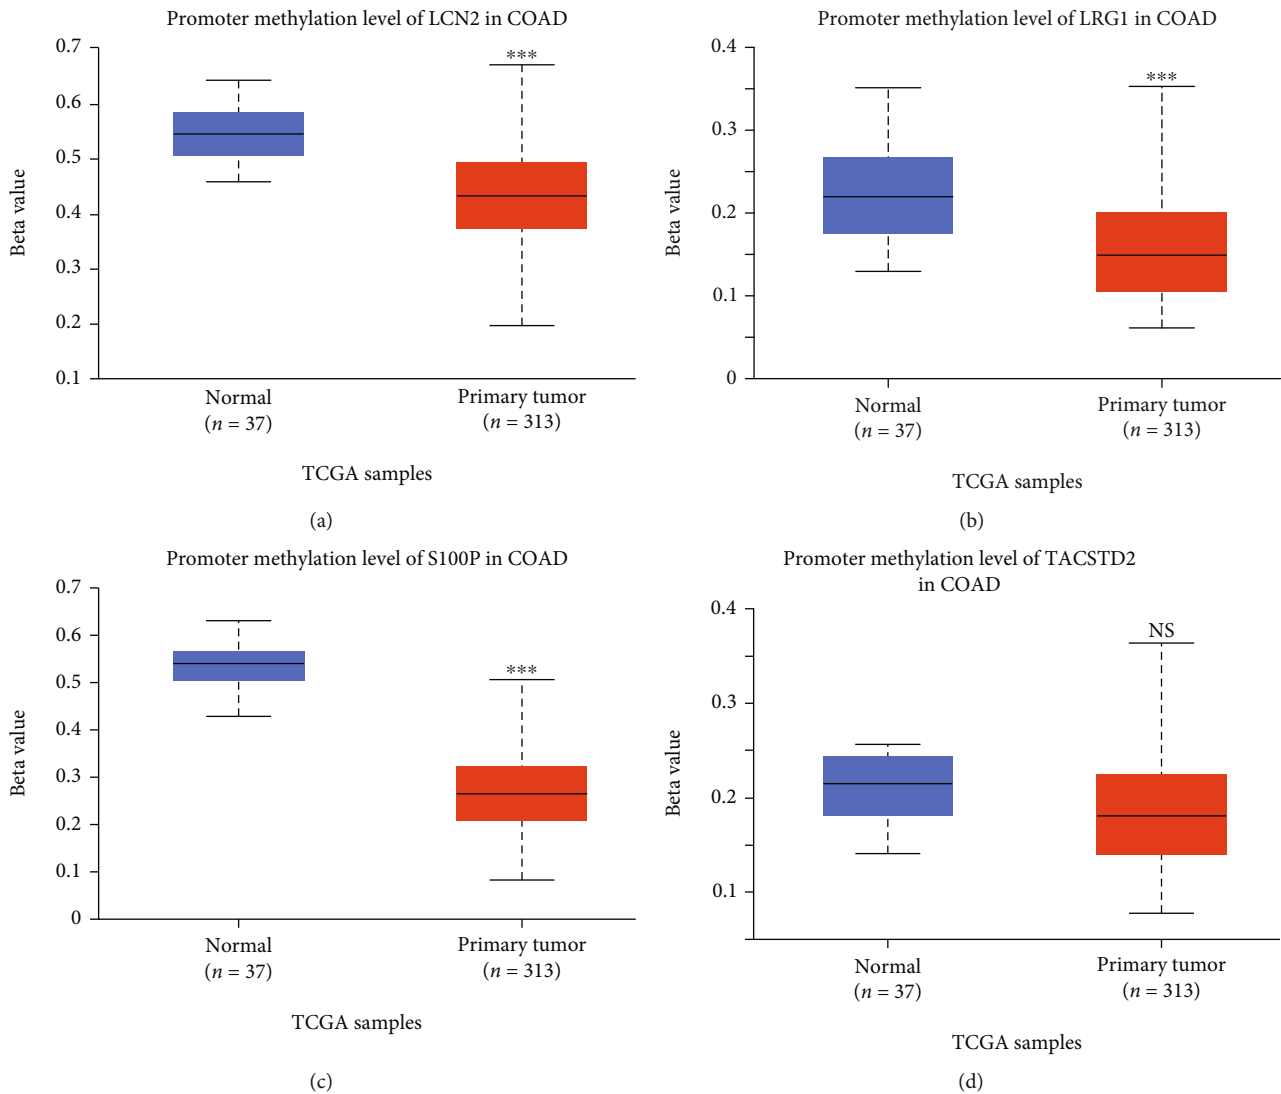 Promoter methylation level of LCN2 in COAD
0.7
0.6
0.5
0.4
0.3
0.2
0.1
Beta value
***
Normal
(n = 37)
Primary tumor
(n = 313)
TCGA samples
(a)
Promoter methylation level of LRG1 in COAD
0.4
0.3
0.2
0.1
0
Beta value
***
Normal
(n = 37)
Primary tumor
(n = 313)
TCGA samples
(b)
Promoter methylation level of S100P in COAD
0.7
0.6
0.5
0.4
0.3
0.2
0.1
0
Beta value
***
Normal
(n = 37)
Primary tumor
(n = 313)
TCGA samples
(c)
Promoter methylation level of TACSTD2
in COAD
0.4
0.3
0.2
0.1
Beta value
NS
Normal
(n = 37)
Primary tumor
(n = 313)
TCGA samples
(d)